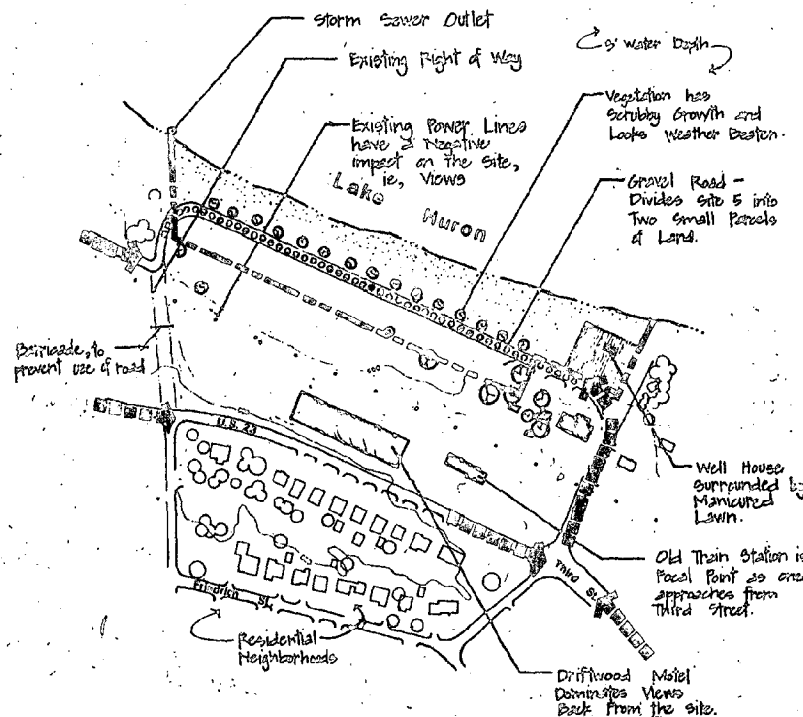 Storm Sewer Outlet
Existing Right of Way
5' Water Depth
Vegetation has
Scrubby Growth and
Looks Weather Beaten.
Existing Power Lines
have a Negative
impact on the Site,
ie, Views
Lake Huron
Gravel Road -
Divides Site 5 into
Two Small Parcels
of Land.
Barricade, to
prevent use of road
U.S. 23
Well House
Surrounded by
Manicured
Lawn.
Old Train Station is
Focal Point as one
approaches from
Third Street.
Third St.
Friedrich St.
Residential
Neighborhoods
Driftwood Motel
Dominates Views
Back From the Site.